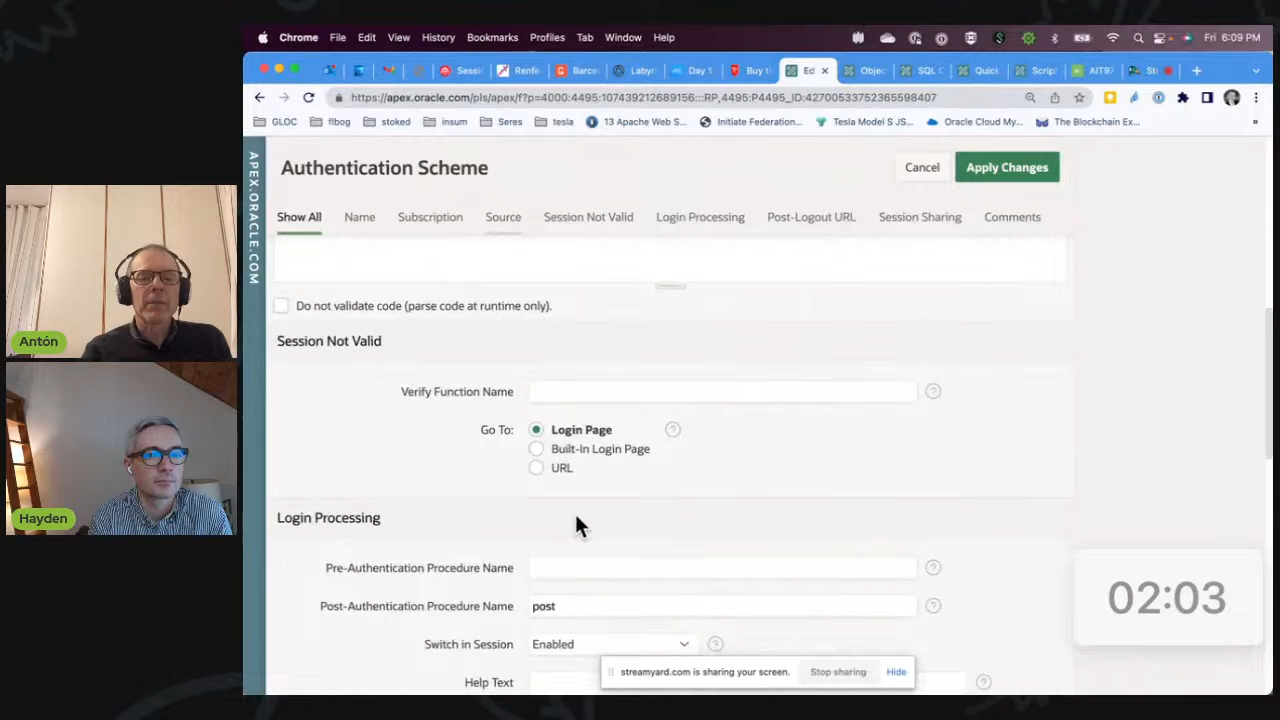 Chrome File Edit View History Bookmarks Profiles Tab Window Help Fri 6:09 PM
Sessi Renfe Barce Labyr Day 1 Buy t Ed Objec SQL C Quick Script AIT97 St
https://apex.oracle.com/pls/apex/f?p=4000:4495:107439212689156:::RP,4495:P4495_ID:42700533752365598407
GLOC flbog stoked insum Seres tesla 13 Apache Web S... Initiate Federation... Tesla Model S JS... Oracle Cloud My... The Blockchain Ex... »
APEX.ORACLE.COM
Authentication Scheme Cancel Apply Changes
Show All Name Subscription Source Session Not Valid Login Processing Post-Logout URL Session Sharing Comments
Do not validate code (parse code at runtime only).
Session Not Valid
Verify Function Name ?
Go To: Login Page ?
Built-In Login Page
URL
Login Processing
Pre-Authentication Procedure Name ?
Post-Authentication Procedure Name post ?
Switch in Session Enabled ?
Help Text ?
streamyard.com is sharing your screen. Stop sharing Hide
02:03
Antón
Hayden